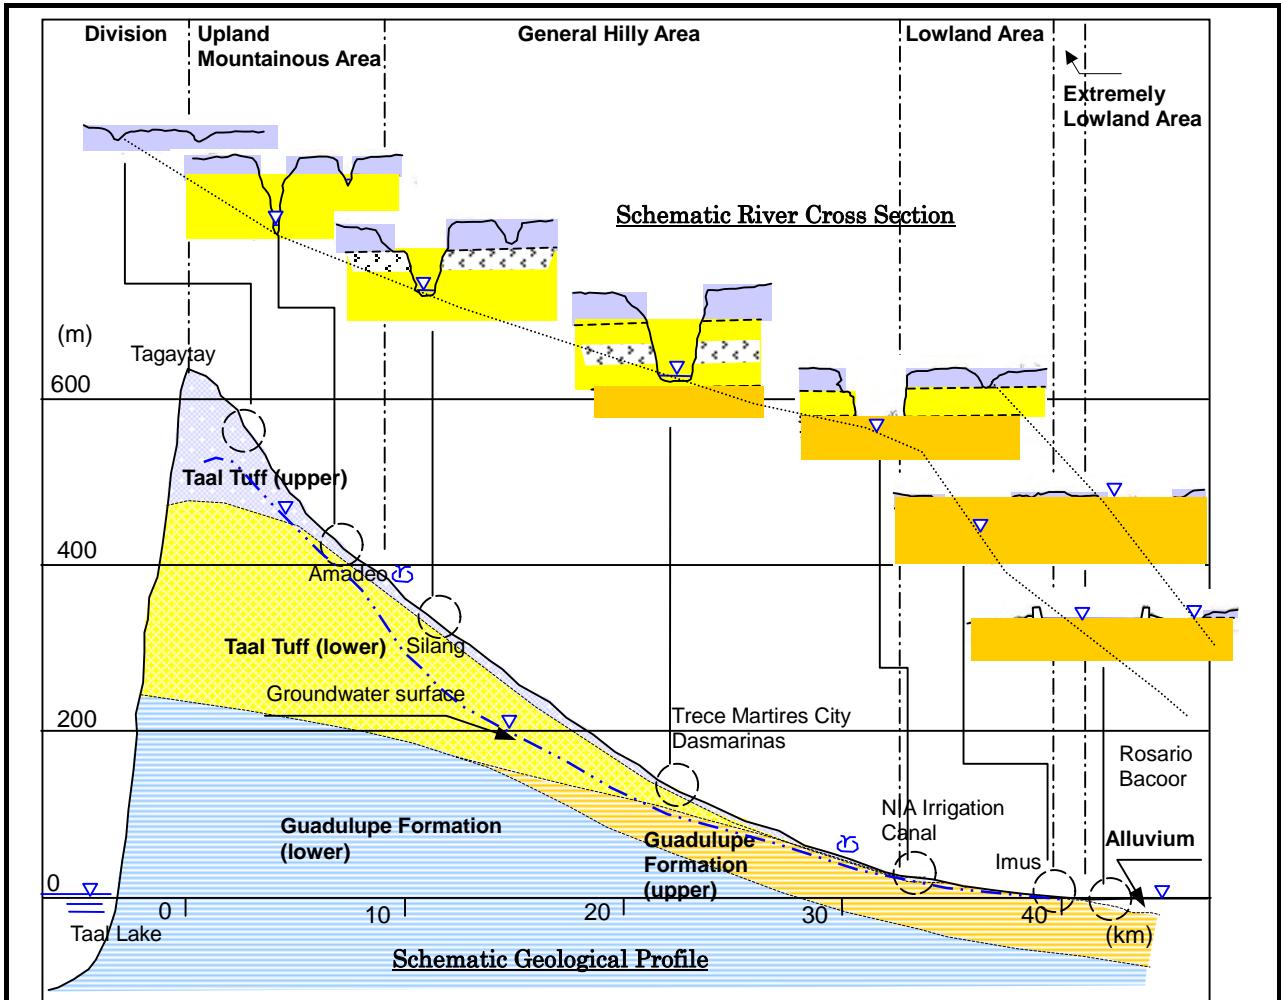 Division
Upland
Mountainous Area
General Hilly Area
Lowland Area
Extremely
Lowland Area
Schematic River Cross Section
(m)
Tagaytay
600
Taal Tuff (upper)
400
Amadeo
Taal Tuff (lower)
Silang
Groundwater surface
200
Trece Martires City
Dasmarinas
Rosario
Bacoor
NIA Irrigation
Canal
Guadulupe Formation
(lower)
Guadulupe
Formation
(upper)
Alluvium
Imus
0
0
10
20
30
40
(km)
Taal Lake
Schematic Geological Profile